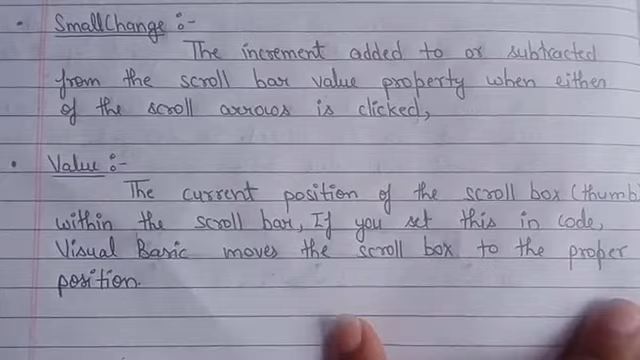 • SmallChange :-
The increment added to or subtracted
from the scroll bar value property when either
of the scroll arrows is clicked,
• Value :-
The current position of the scroll box (thumb
within the scroll bar, If you set this in code,
Visual Basic moves the scroll box to the proper
position.